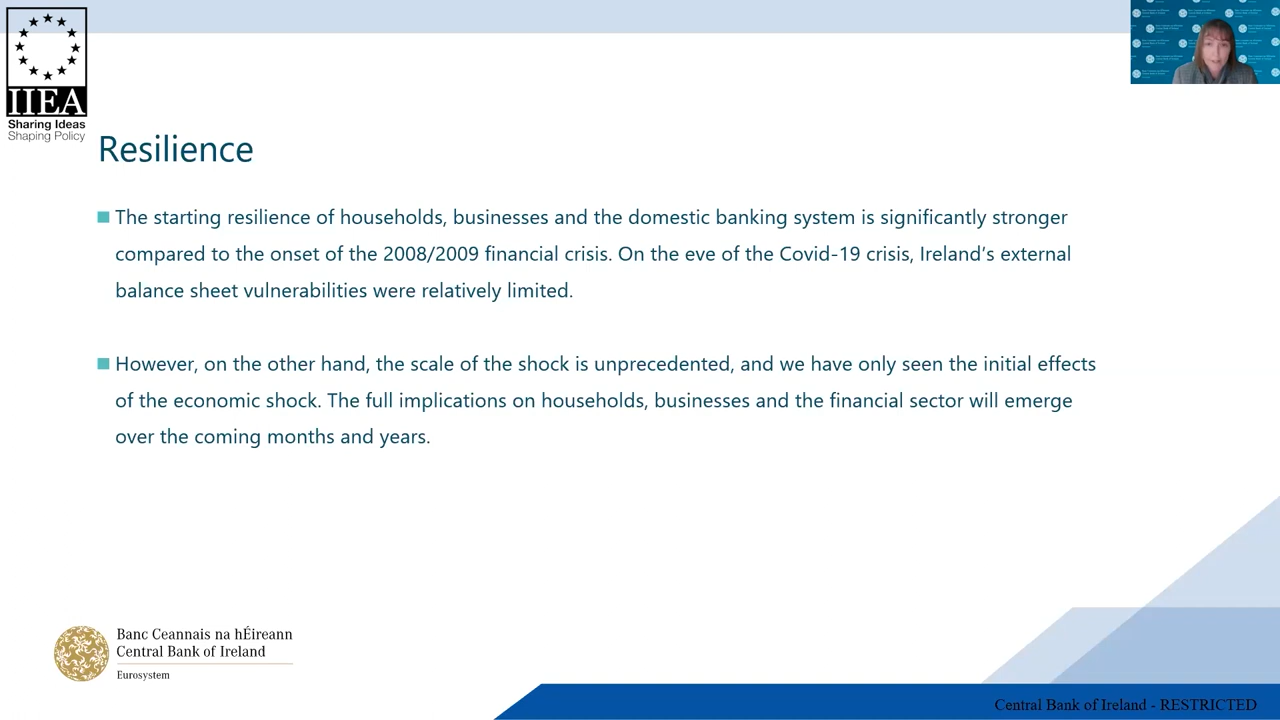 IIEA
Sharing Ideas
Shaping Policy
Resilience
The starting resilience of households, businesses and the domestic banking system is significantly stronger
compared to the onset of the 2008/2009 financial crisis. On the eve of the Covid-19 crisis, Ireland's external
balance sheet vulnerabilities were relatively limited.
However, on the other hand, the scale of the shock is unprecedented, and we have only seen the initial effects
of the economic shock. The full implications on households, businesses and the financial sector will emerge
over the coming months and years.
Banc Ceannais na hÉireann
Central Bank of Ireland
Eurosystem
Central Bank of Ireland - RESTRICTED